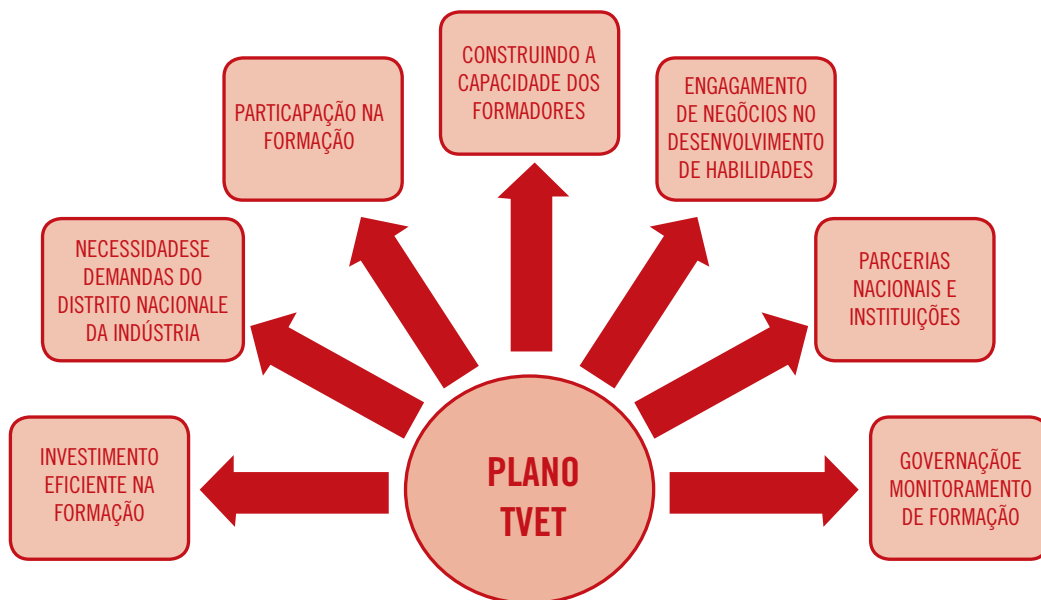 CONSTRUINDO A
CAPACIDADE DOS
FORMADORES
PARTICAPAÇÃO NA
FORMAÇÃO
ENGAGAMENTO
DE NEGÕCIOS NO
DESENVOLVIMENTO
DE HABILIDADES
NECESSIDADESE
DEMANDAS DO
DISTRITO NACIONALE
DA INDÚSTRIA
PARCERIAS
NACIONAIS E
INSTITUIÇÕES
INVESTIMENTO
EFICIENTE NA
FORMAÇÃO
PLANO
TVET
GOVERNAÇÃOE
MONITORAMENTO
DE FORMAÇÃO